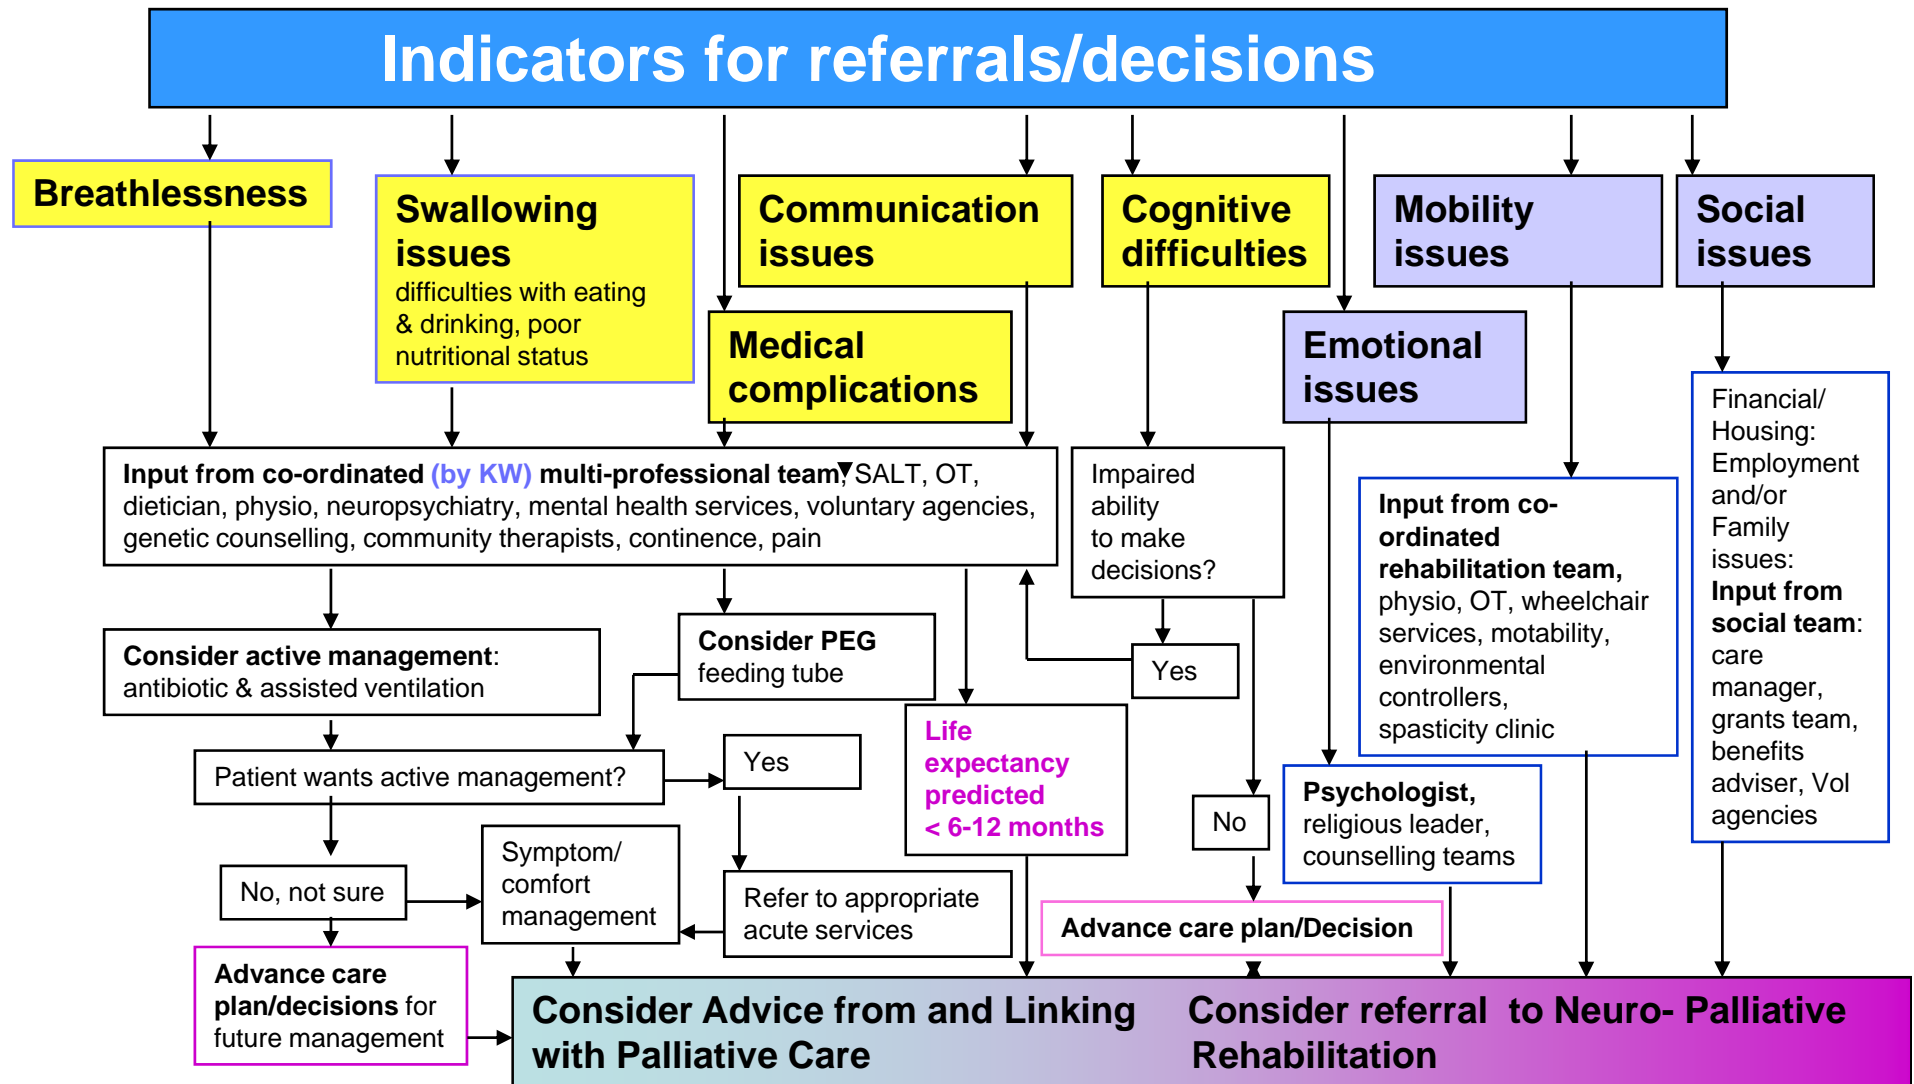 Indicators for referrals/decisions
Breathlessness
Swallowing
issues
difficulties with eating
& drinking, poor
nutritional status
Communication
issues
Cognitive
difficulties
Mobility
issues
Social
issues
Medical
complications
Emotional
issues
Input from co-ordinated (by KW) multi-professional team, SALT, OT,
dietician, physio, neuropsychiatry, mental health services, voluntary agencies,
genetic counselling, community therapists, continence, pain
Impaired
ability
to make
decisions?
Input from co-
ordinated
rehabilitation team,
physio, OT, wheelchair
services, motability,
environmental
controllers,
spasticity clinic
Financial/
Housing:
Employment
and/or
Family
issues:
Input from
social team:
care
manager,
grants team,
benefits
adviser, Vol
agencies
Consider active management:
antibiotic & assisted ventilation
Consider PEG
feeding tube
Yes
Patient wants active management?
Yes
Life
expectancy
predicted
< 6-12 months
No
Psychologist,
religious leader,
counselling teams
No, not sure
Symptom/
comfort
management
Refer to appropriate
acute services
Advance care plan/Decision
Advance care
plan/decisions for
future management
Consider Advice from and Linking
with Palliative Care
Consider referral to Neuro- Palliative
Rehabilitation